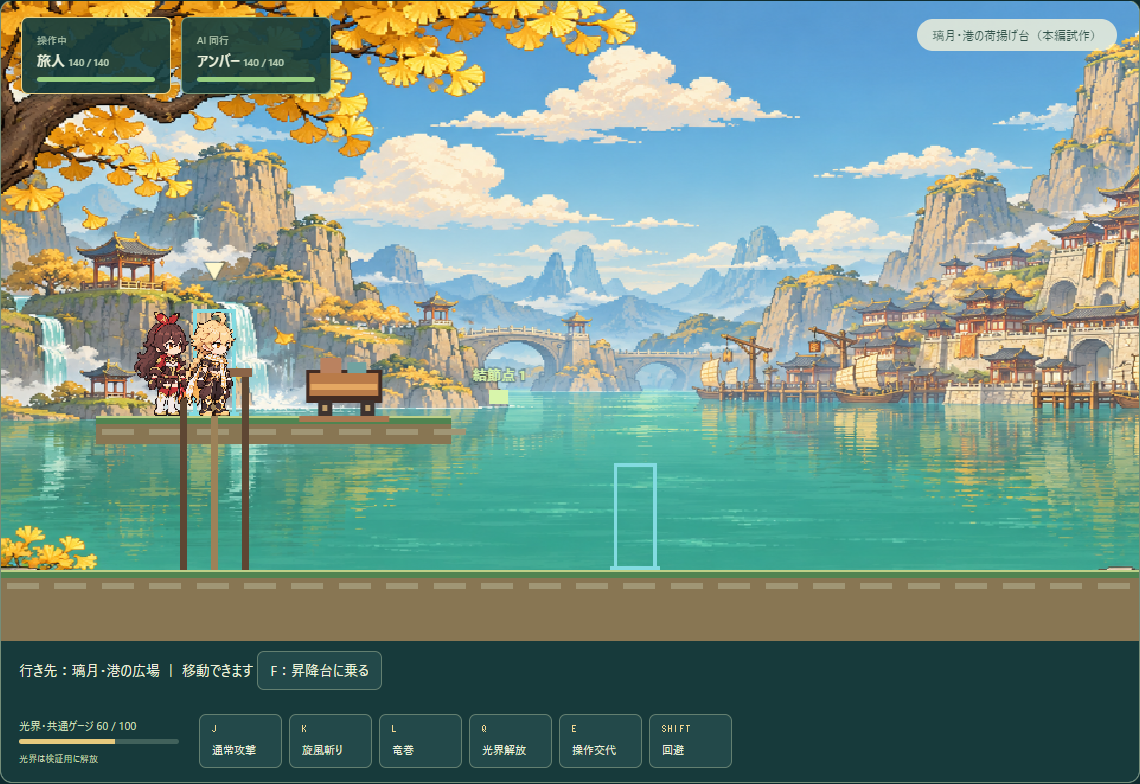 操作中
旅人 140 / 140
AI 同行
アンバー 140 / 140
璃月・港の荷揚げ台（本編試作）
結節点 1
行き先：璃月・港の広場 ｜ 移動できます
F：昇降台に乗る
光界・共通ゲージ 60 / 100
光界は検証用に解放
J
通常攻撃
K
旋風斬り
L
竜巻
Q
光界解放
E
操作交代
SHIFT
回避